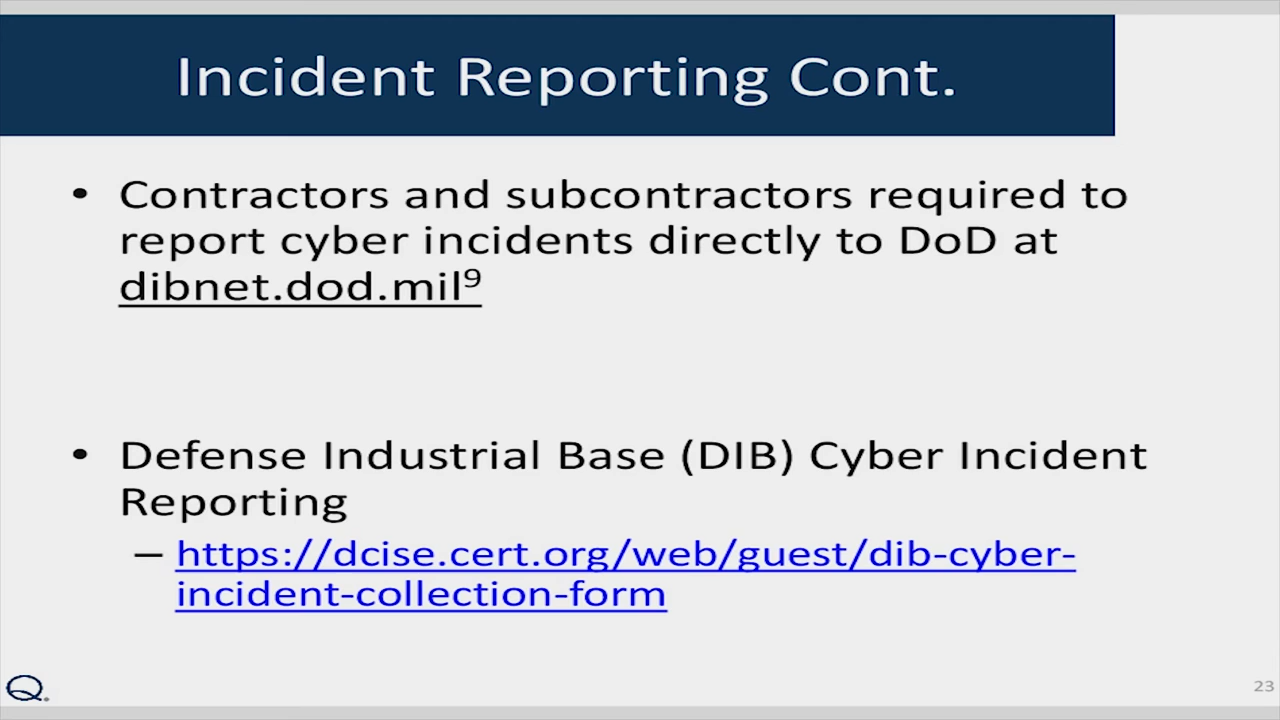 Incident Reporting Cont.
• Contractors and subcontractors required to
report cyber incidents directly to DoD at
dibnet.dod.mil⁹
• Defense Industrial Base (DIB) Cyber Incident
Reporting
– https://dcise.cert.org/web/guest/dib-cyber-
incident-collection-form
Q.
23